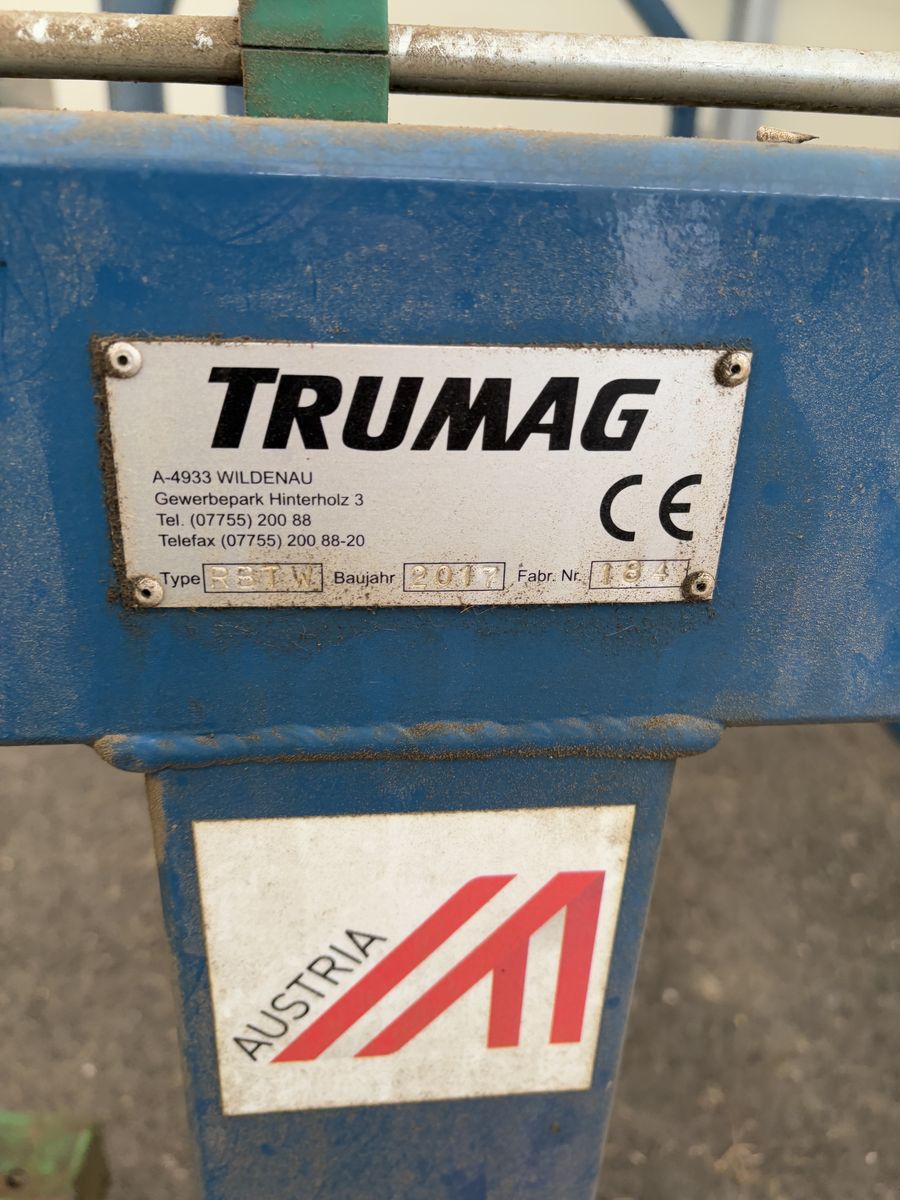 TRUMAG
A-4933 WILDENAU
Gewerbepark Hinterholz 3
Tel. (07755) 200 88
Telefax (07755) 200 88-20
CE
Type RBTW Baujahr 2017 Fabr. Nr. 184
AUSTRIA